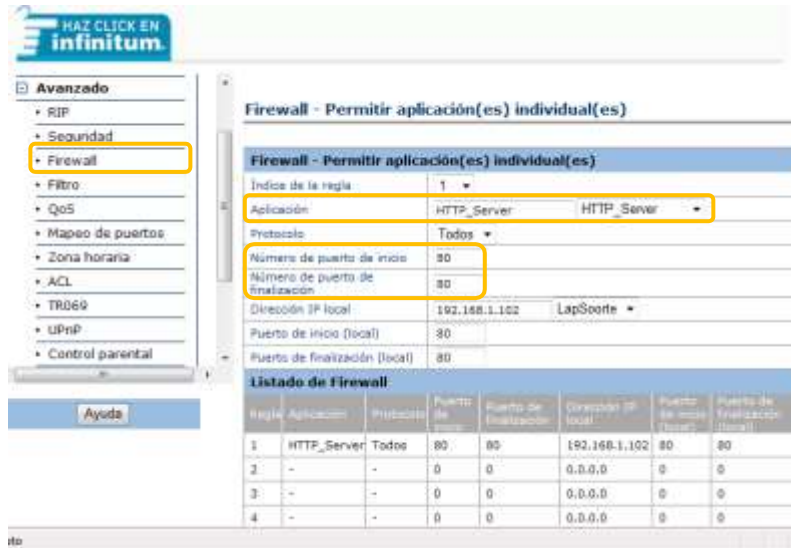 HAZ CLICK EN
infinitum.
Avanzado
RIP
Seguridad
Firewall
Filtro
QoS
Mapeo de puertos
Zona horaria
ACL
TR069
UPnP
Control parental
Ayuda
Firewall - Permitir aplicación(es) individual(es)
Firewall - Permitir aplicación(es) individual(es)
Indice de la regla 1
Aplicación HTTP_Server HTTP_Server
Protocolo Todos
Número de puerto de inicio 80
Número de puerto de
finalización 80
Dirección IP local 192.168.1.102 LapSoorte
Puerto de inicio (local) 80
Puerto de finalización (local) 80
Listado de Firewall
Regla Aplicación Protocolo Puerto de inicio Puerto de finalización Dirección IP local Puerto de inicio (local) Puerto de finalización (local)
1 HTTP_Server Todos 80 80 192.168.1.102 80 80
2 - - 0 0 0.0.0.0 0 0
3 - - 0 0 0.0.0.0 0 0
4 - - 0 0 0.0.0.0 0 0